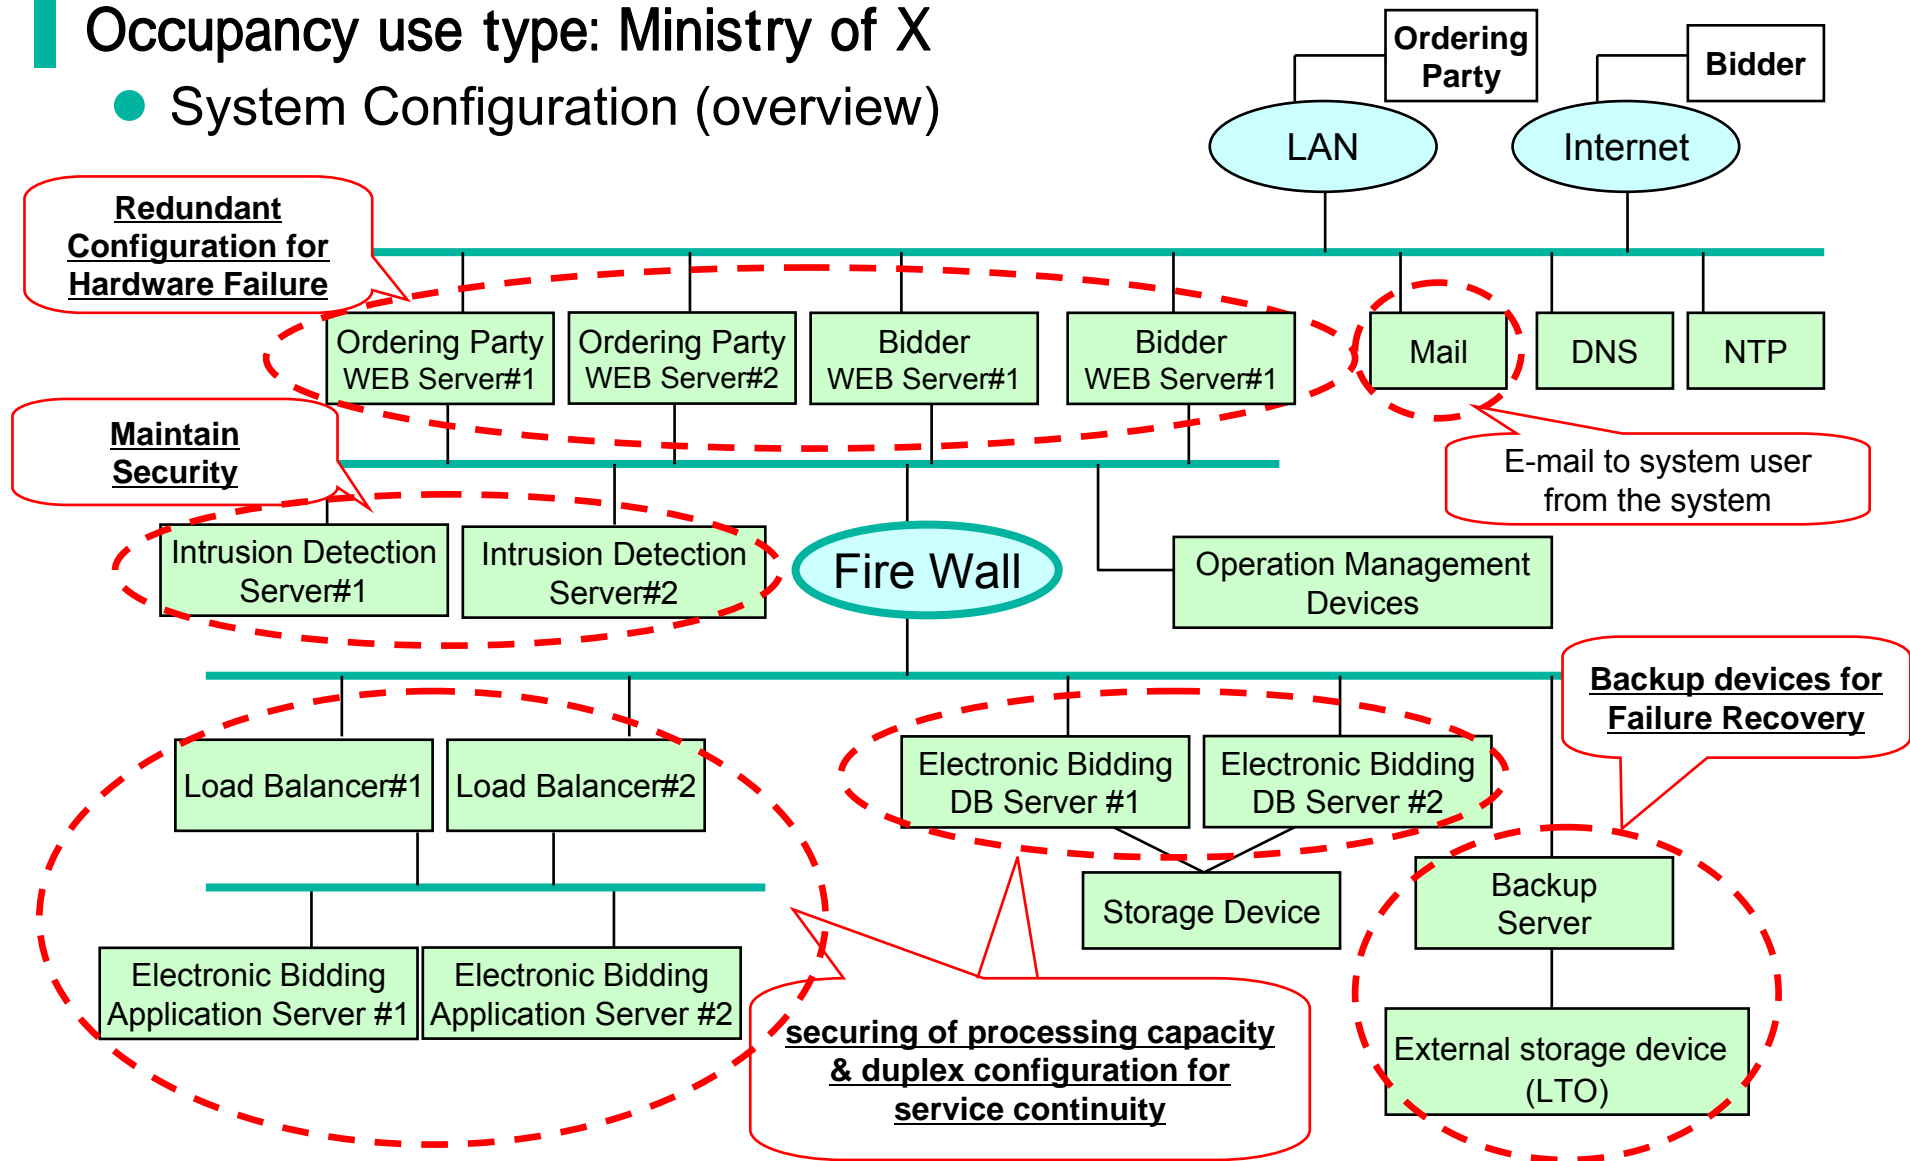 Occupancy use type: Ministry of X
System Configuration (overview)
Ordering
Party
Bidder
LAN
Internet
Redundant
Configuration for
Hardware Failure
Ordering Party
WEB Server#1
Ordering Party
WEB Server#2
Bidder
WEB Server#1
Bidder
WEB Server#1
Mail
DNS
NTP
Maintain
Security
E-mail to system user
from the system
Intrusion Detection
Server#1
Intrusion Detection
Server#2
Fire Wall
Operation Management
Devices
Backup devices for
Failure Recovery
Load Balancer#1
Load Balancer#2
Electronic Bidding
DB Server #1
Electronic Bidding
DB Server #2
Storage Device
Backup
Server
Electronic Bidding
Application Server #1
Electronic Bidding
Application Server #2
securing of processing capacity
& duplex configuration for
service continuity
External storage device
(LTO)